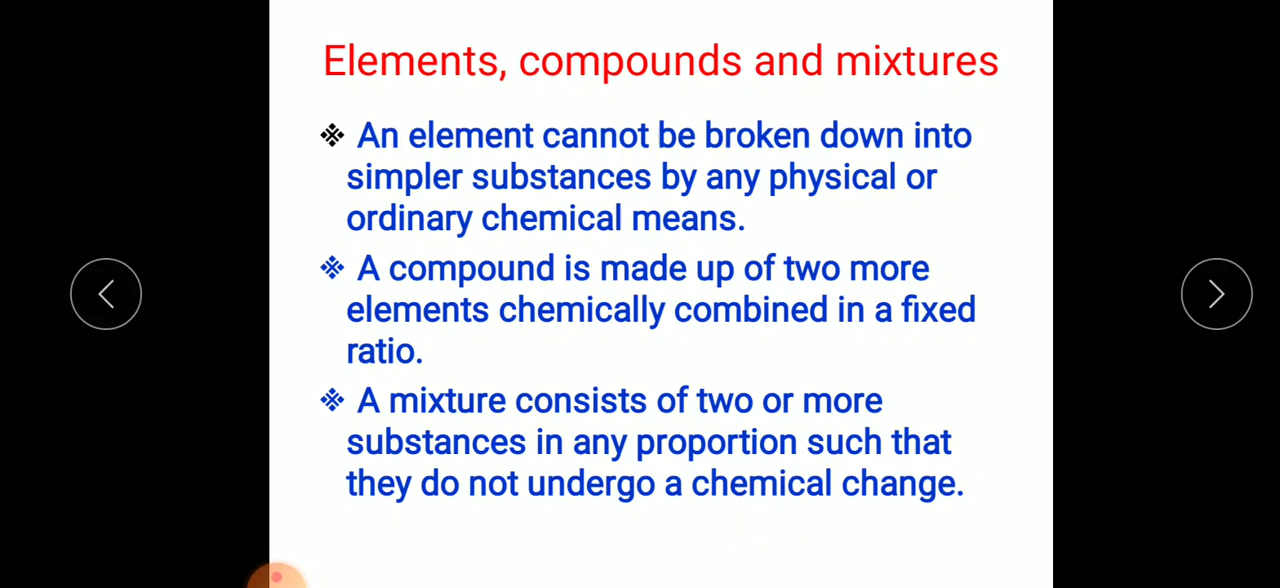 Elements, compounds and mixtures
An element cannot be broken down into
simpler substances by any physical or
ordinary chemical means.
A compound is made up of two more
elements chemically combined in a fixed
ratio.
A mixture consists of two or more
substances in any proportion such that
they do not undergo a chemical change.